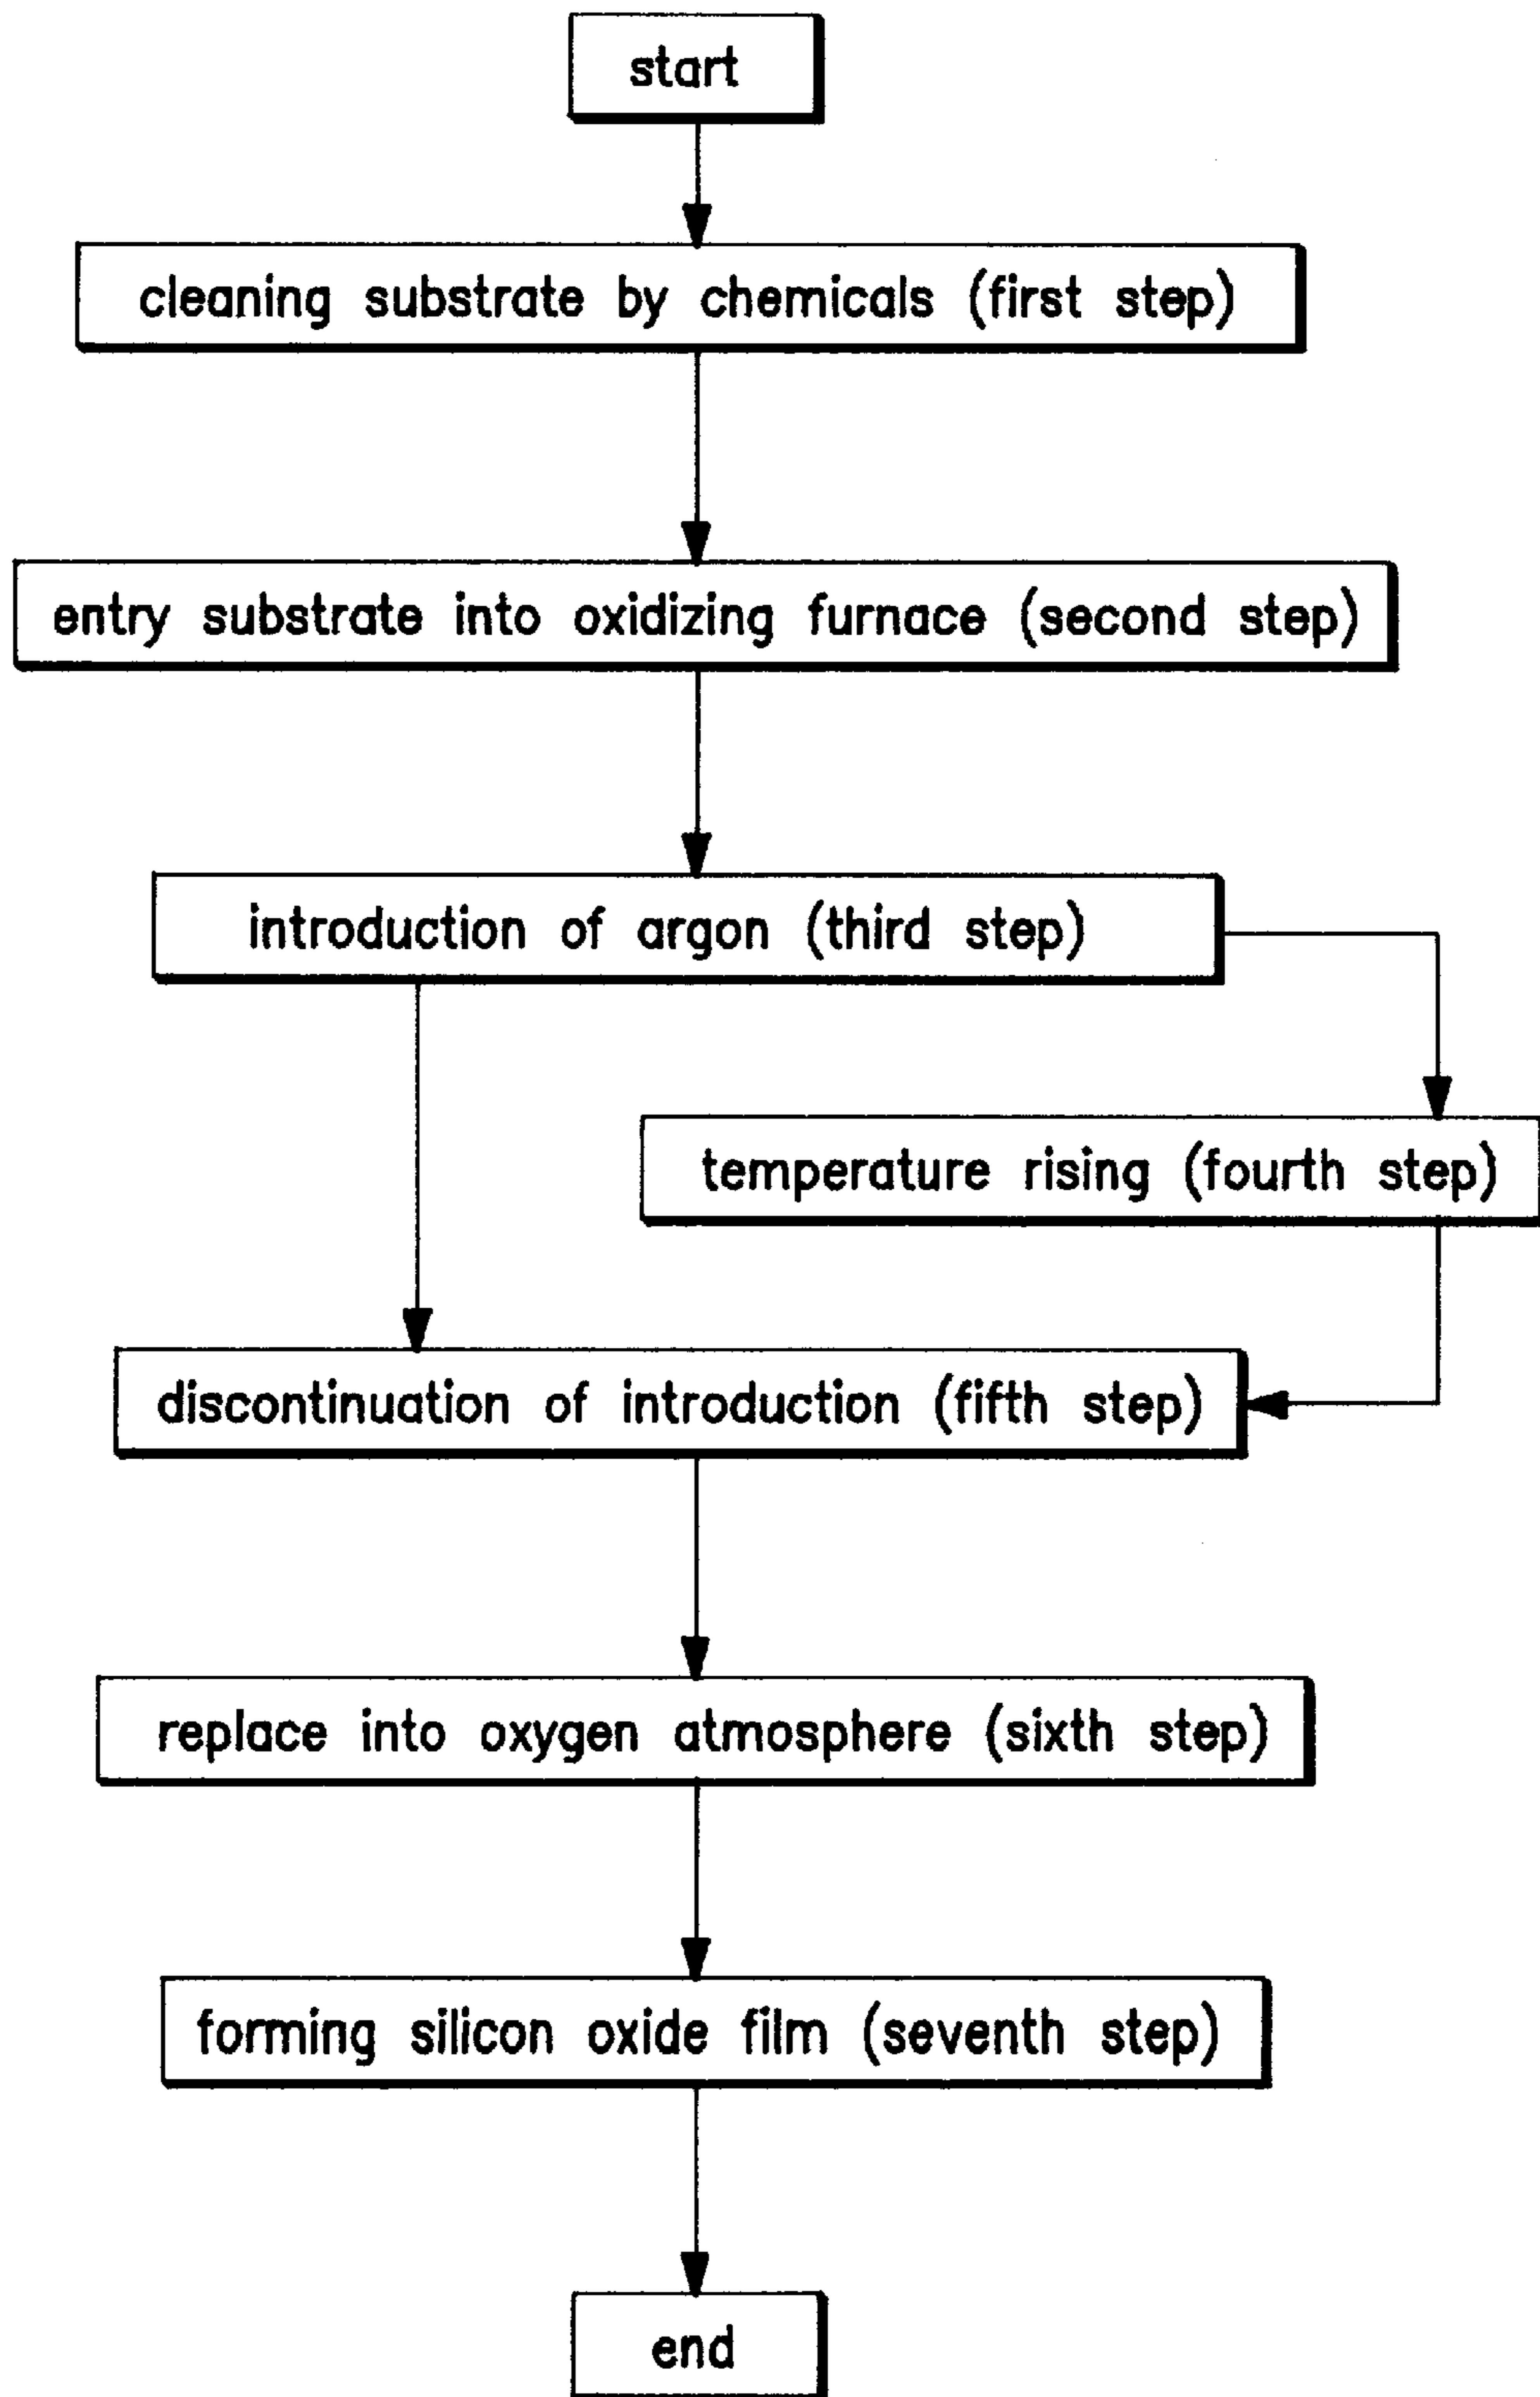 start
cleaning substrate by chemicals (first step)
entry substrate into oxidizing furnace (second step)
introduction of argon (third step)
temperature rising (fourth step)
discontinuation of introduction (fifth step)
replace into oxygen atmosphere (sixth step)
forming silicon oxide film (seventh step)
end